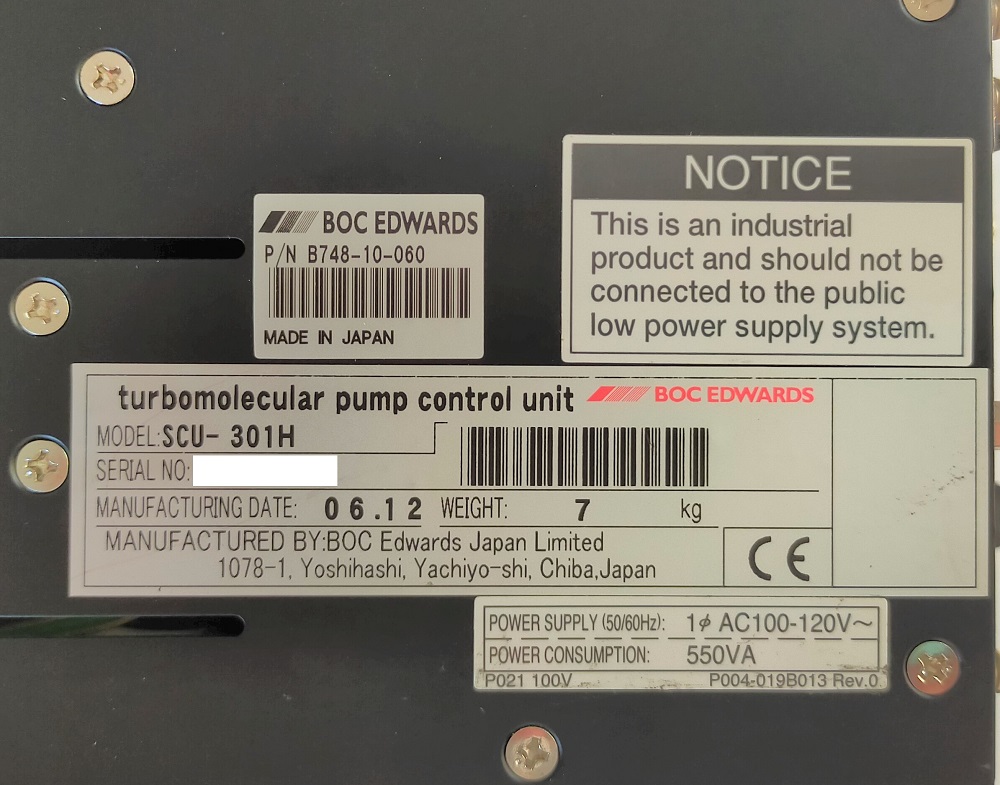 BOC EDWARDS
P/N B748-10-060
MADE IN JAPAN
NOTICE
This is an industrial
product and should not be
connected to the public
low power supply system.
turbomolecular pump control unit BOC EDWARDS
MODEL:SCU- 301H
SERIAL NO:
MANUFACTURING DATE: 06.12 WEIGHT: 7 kg
MANUFACTURED BY:BOC Edwards Japan Limited
1078-1, Yoshihashi, Yachiyo-shi, Chiba,Japan
CE
POWER SUPPLY (50/60Hz): 1φ AC100-120V～
POWER CONSUMPTION: 550VA
P021 100V P004-019B013 Rev.0